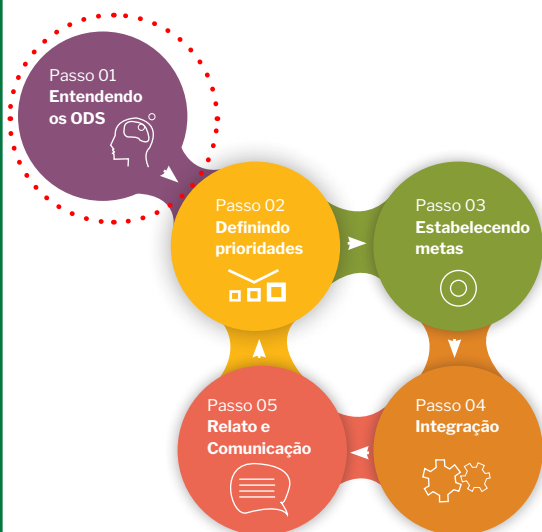 Passo 01
Entendendo
os ODS
Passo 02
Definindo
prioridades
Passo 03
Estabelecendo
metas
Passo 04
Integração
Passo 05
Relato e
Comunicação